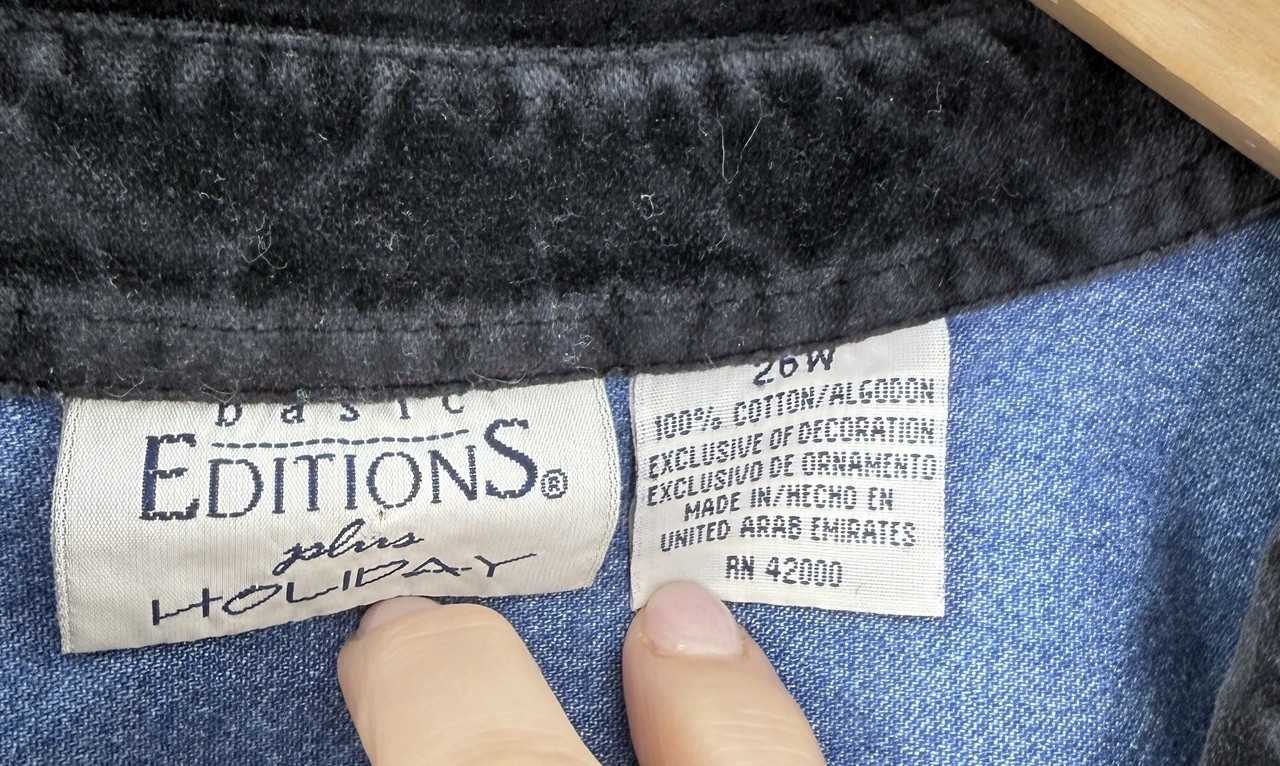 basic
EDITIONS®
plus
HOLIDAY
26W
100% COTTON/ALGODON
EXCLUSIVE OF DECORATION
EXCLUSIVO DE ORNAMENTO
MADE IN/HECHO EN
UNITED ARAB EMIRATES
RN 42000